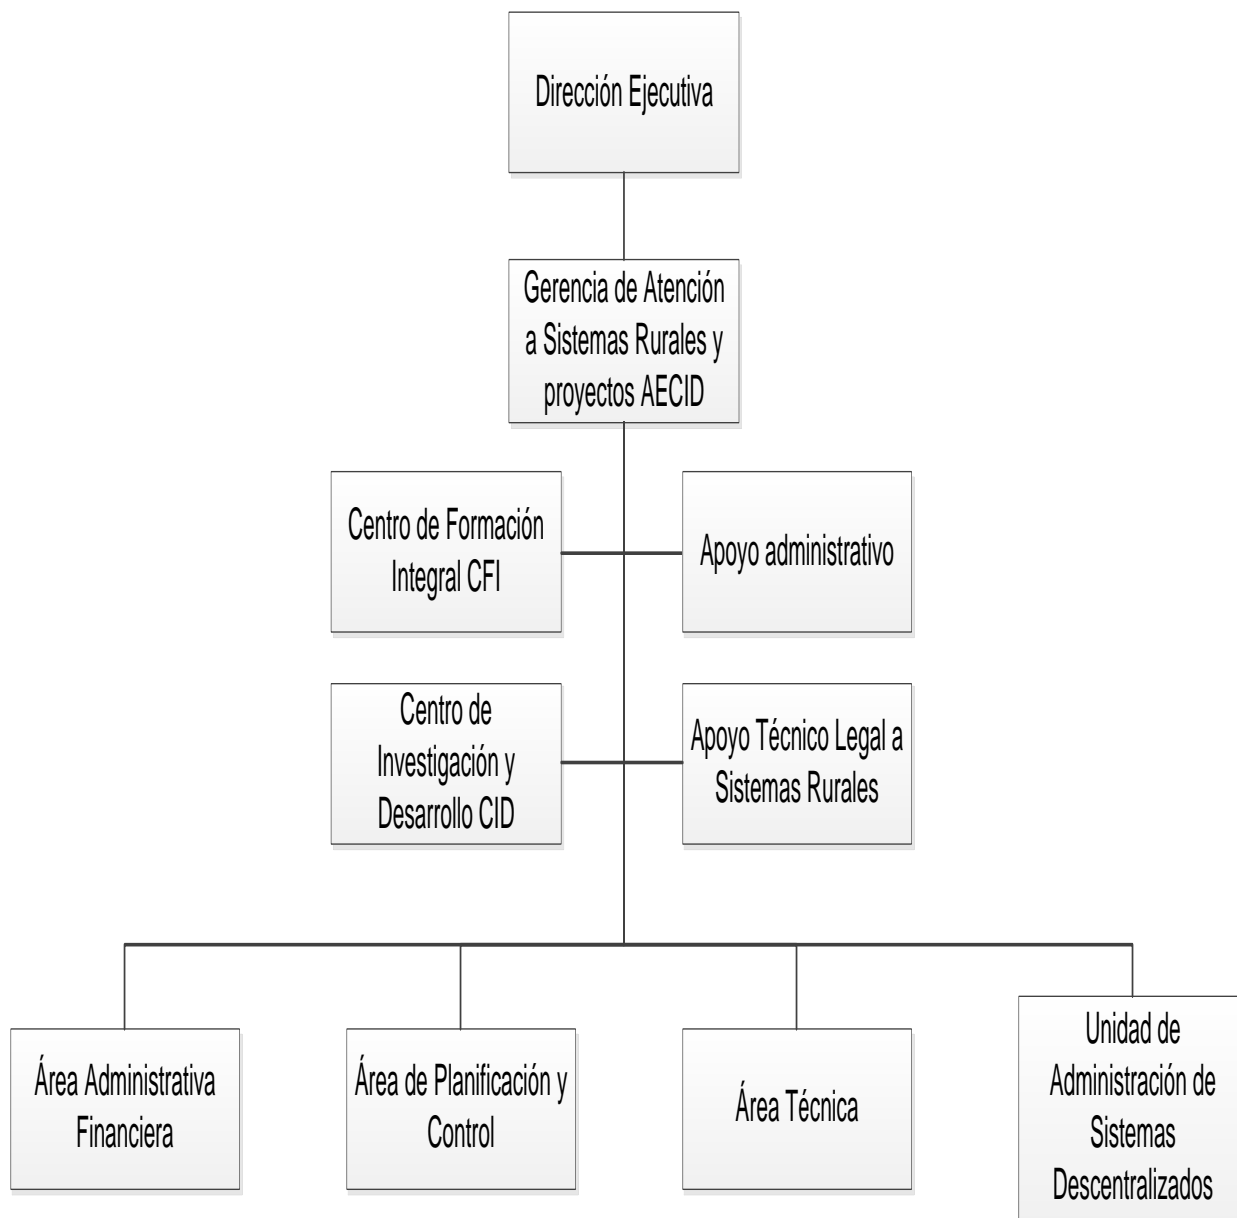 Dirección Ejecutiva
Gerencia de Atención
a Sistemas Rurales y
proyectos AECID
Centro de Formación
Integral CFI
Apoyo administrativo
Centro de
Investigación y
Desarrollo CID
Apoyo Técnico Legal a
Sistemas Rurales
Área Administrativa
Financiera
Área de Planificación y
Control
Área Técnica
Unidad de
Administración de
Sistemas
Descentralizados